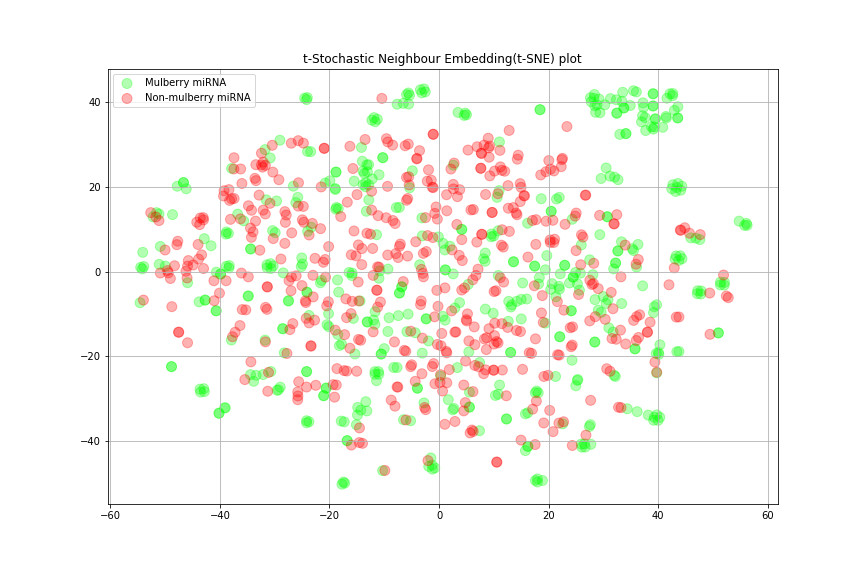 t-Stochastic Neighbour Embedding(t-SNE) plot
Mulberry miRNA
Non-mulberry miRNA
40
20
0
−20
−40
−60 −40 −20 0 20 40 60